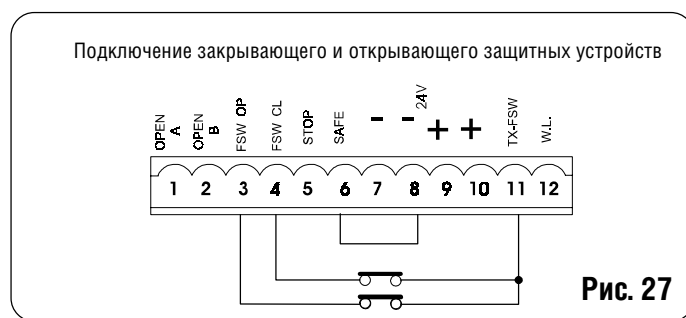 Подключение закрывающего и открывающего защитных устройств
OPEN A
OPEN B
FSW OP
FSW CL
STOP
SAFE
-
-
24V
+
+
TX-FSW
W.L.
1 2 3 4 5 6 7 8 9 10 11 12
Рис. 27